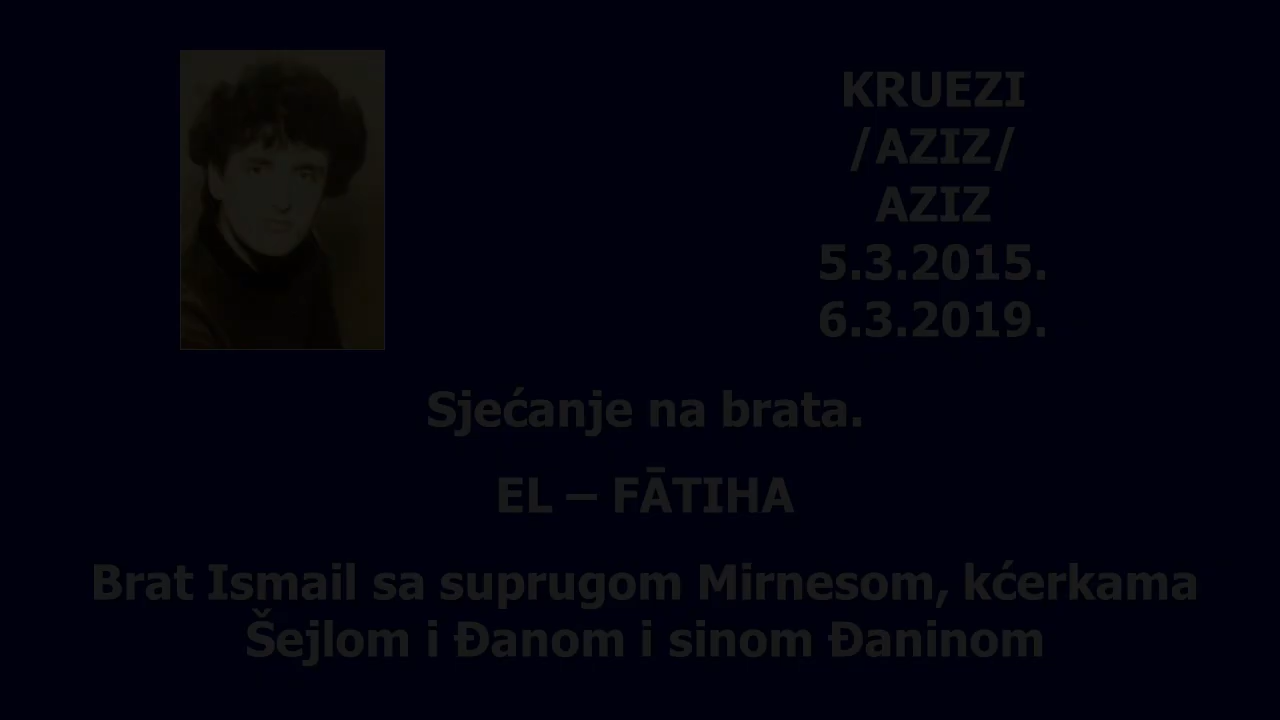 KRUEZI
/AZIZ/
AZIZ
5.3.2015.
6.3.2019.
Sjećanje na brata.
EL – FĀTIHA
Brat Ismail sa suprugom Mirnesom, kćerkama
Šejlom i Đanom i sinom Đaninom